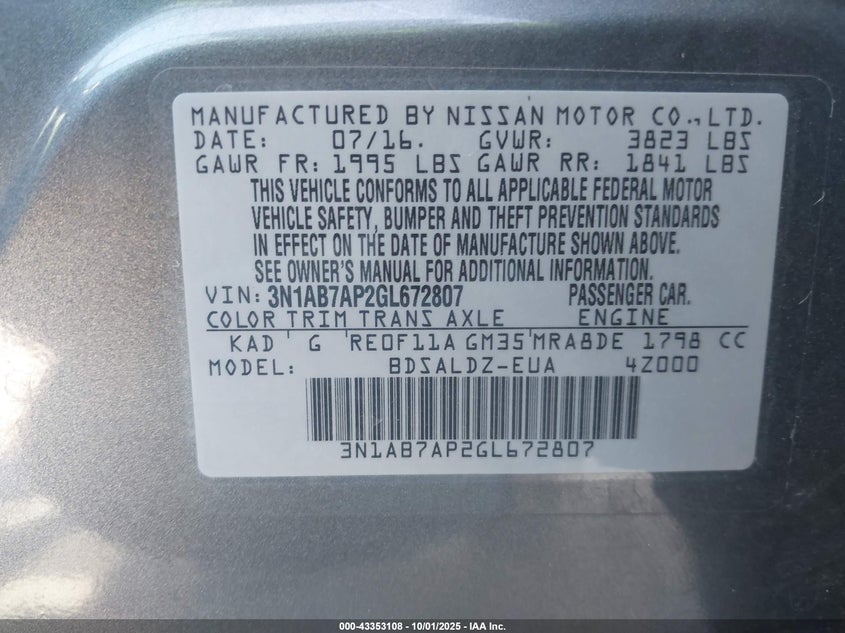 MANUFACTURED BY NISSAN MOTOR CO.,LTD.
DATE: 07/16. GVWR: 3823 LBS
GAWR FR: 1995 LBS GAWR RR: 1841 LBS
THIS VEHICLE CONFORMS TO ALL APPLICABLE FEDERAL MOTOR
VEHICLE SAFETY, BUMPER AND THEFT PREVENTION STANDARDS
IN EFFECT ON THE DATE OF MANUFACTURE SHOWN ABOVE.
SEE OWNER'S MANUAL FOR ADDITIONAL INFORMATION.
VIN: 3N1AB7AP2GL672807 PASSENGER CAR.
COLOR TRIM TRANS AXLE ENGINE
KAD G RE0F11A GM35 MRA8DE 1798 CC
MODEL: BDSALDZ-EUA 4Z000
3N1AB7AP2GL672807
000-43353108 - 10/01/2025 - IAA Inc.